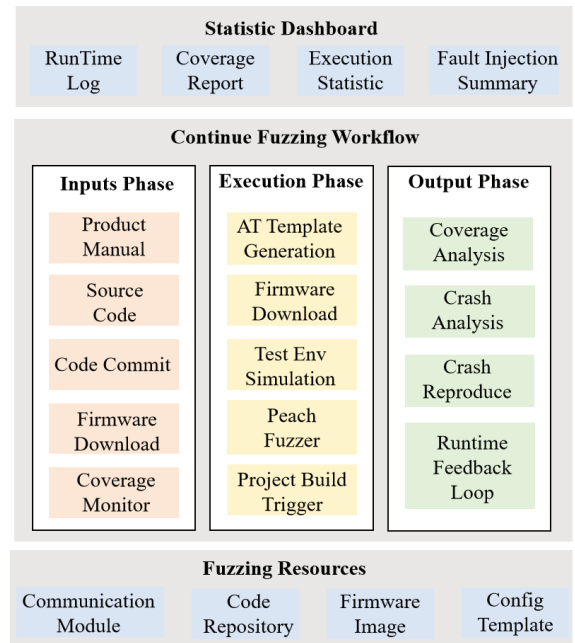 Statistic Dashboard
RunTime
Log
Coverage
Report
Execution
Statistic
Fault Injection
Summary
Continue Fuzzing Workflow
Inputs Phase
Product
Manual
Source
Code
Code Commit
Firmware
Download
Coverage
Monitor
Execution Phase
AT Template
Generation
Firmware
Download
Test Env
Simulation
Peach
Fuzzer
Project Build
Trigger
Output Phase
Coverage
Analysis
Crash
Analysis
Crash
Reproduce
Runtime
Feedback
Loop
Fuzzing Resources
Communication
Module
Code
Repository
Firmware
Image
Config
Template